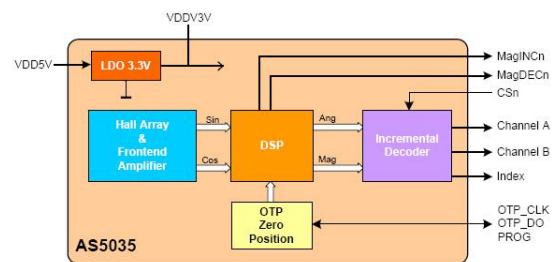 VDDV3V
VDD5V
LDO 3.3V
MagINCn
MagDECn
CSn
Hall Array
&
Frontend
Amplifier
Sin
Cos
DSP
Ang
Mag
Incremental
Decoder
Channel A
Channel B
Index
OTP
Zero
Position
OTP_CLK
OTP_DO
PROG
AS5035